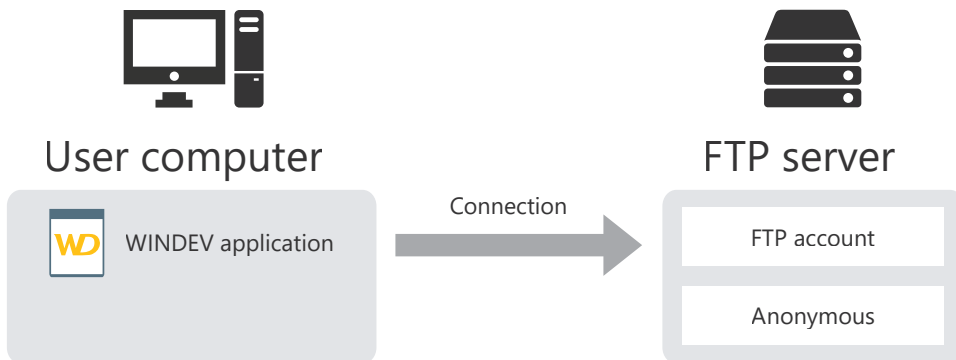 User computer
FTP server
WD
WINDEV application
Connection
FTP account
Anonymous